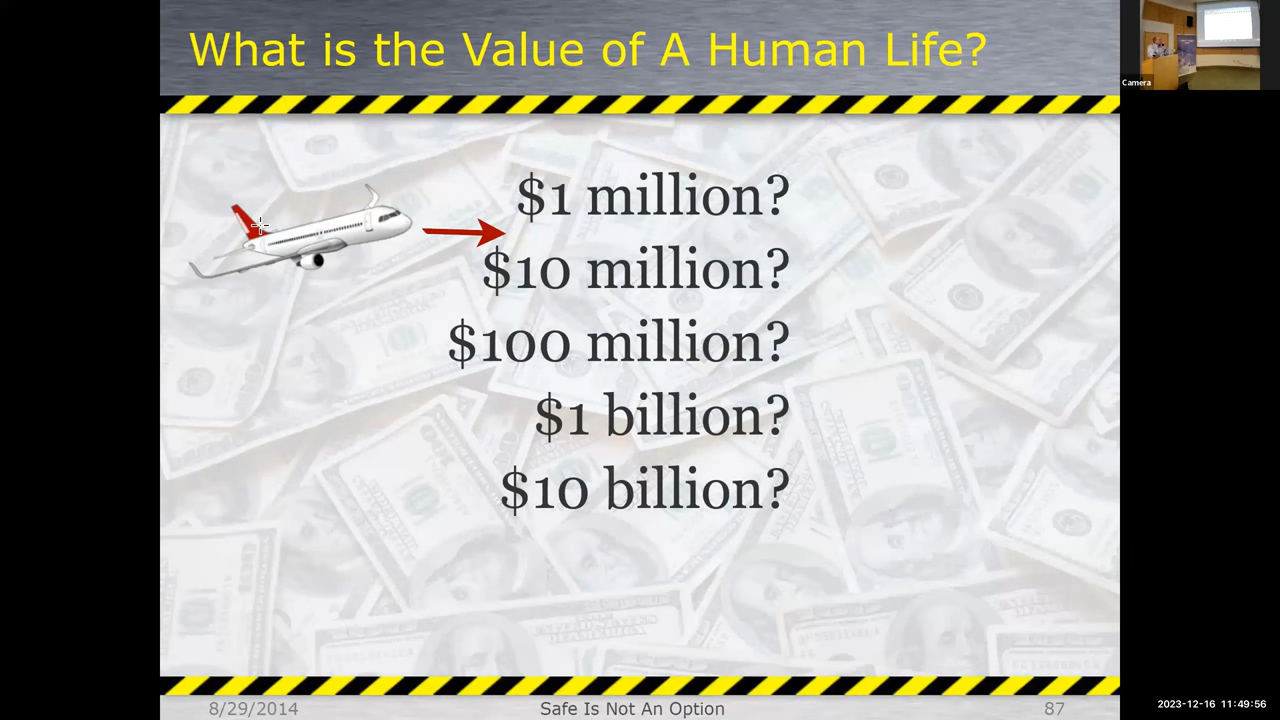 What is the Value of A Human Life?
Camera
$1 million?
$10 million?
$100 million?
$1 billion?
$10 billion?
8/29/2014
Safe Is Not An Option
87
2023-12-16 11:49:56